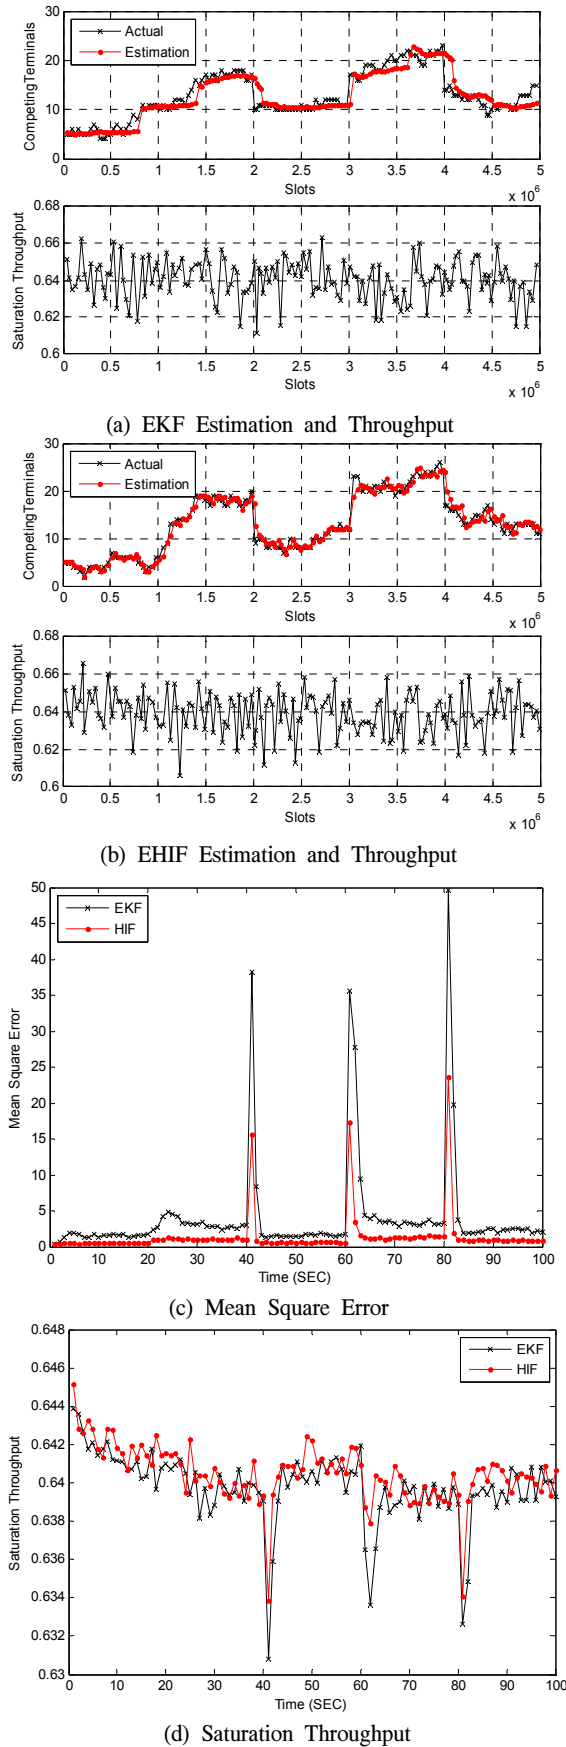 30
20
10
0
CompetingTerminals
Actual
Estimation
0 0.5 1 1.5 2 2.5 3 3.5 4 4.5 5
Slots
x 10^6
0.68
0.66
0.64
0.62
0.6
Saturation Throughput
0 0.5 1 1.5 2 2.5 3 3.5 4 4.5 5
Slots
x 10^6
(a) EKF Estimation and Throughput
30
20
10
0
CompetingTerminals
Actual
Estimation
0 0.5 1 1.5 2 2.5 3 3.5 4 4.5 5
Slots
x 10^6
0.68
0.66
0.64
0.62
0.6
Saturation Throughput
0 0.5 1 1.5 2 2.5 3 3.5 4 4.5 5
Slots
x 10^6
(b) EHIF Estimation and Throughput
50
45
40
35
30
25
20
15
10
5
0
Mean Square Error
EKF
HIF
0 10 20 30 40 50 60 70 80 90 100
Time (SEC)
(c) Mean Square Error
0.648
0.646
0.644
0.642
0.64
0.638
0.636
0.634
0.632
0.63
Saturation Throughput
EKF
HIF
0 10 20 30 40 50 60 70 80 90 100
Time (SEC)
(d) Saturation Throughput